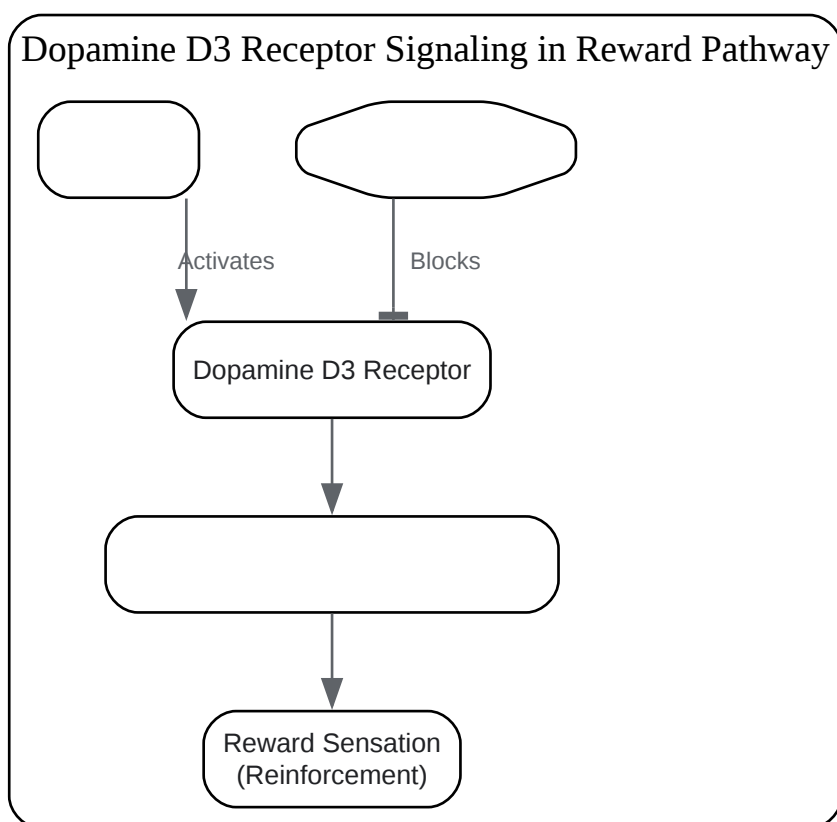 Dopamine D3 Receptor Signaling in Reward Pathway
Activates
Blocks
Dopamine D3 Receptor
Reward Sensation
(Reinforcement)